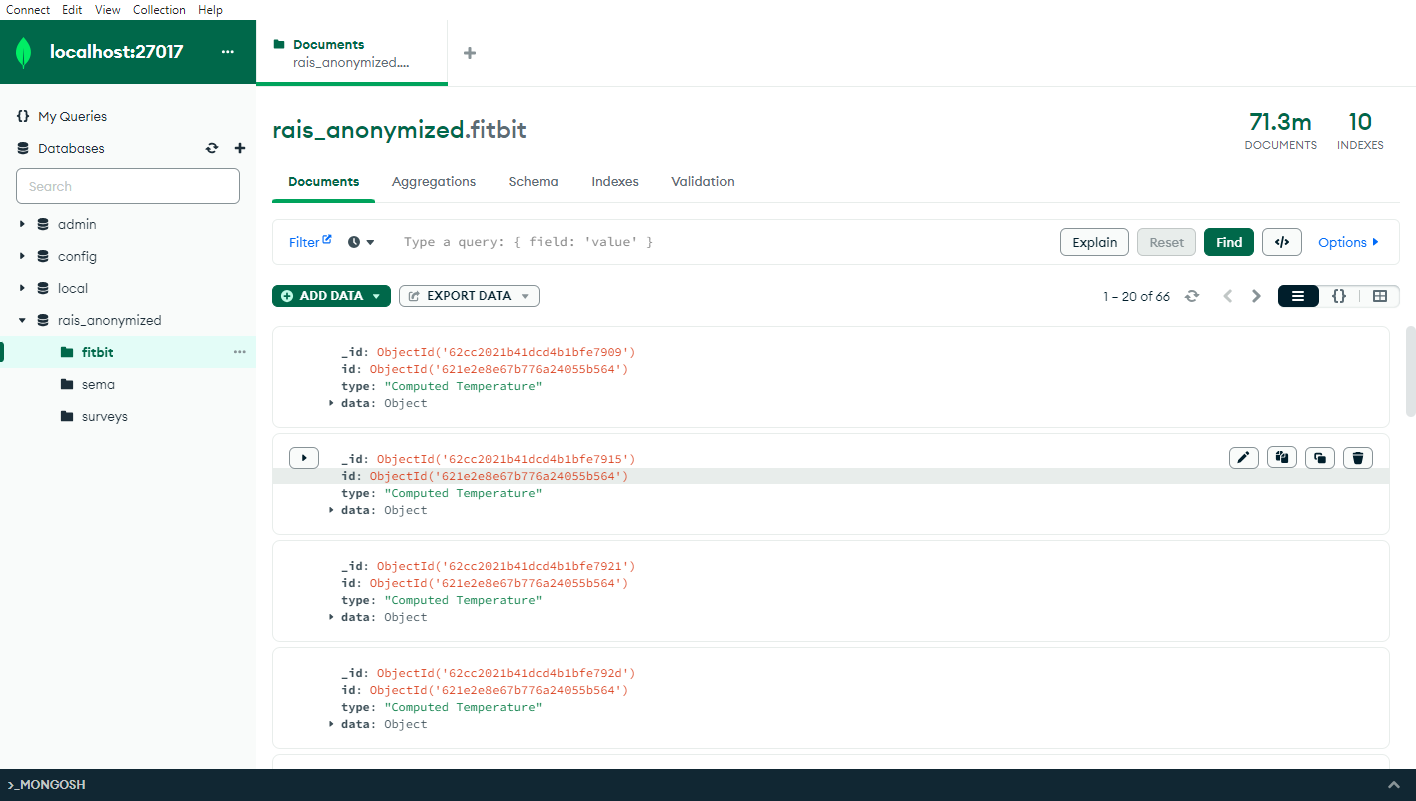 Connect Edit View Collection Help
localhost:27017 ...
Documents
rais_anonymized....
My Queries
Databases
Search
admin
config
local
rais_anonymized
fitbit
sema
surveys
rais_anonymized.fitbit
71.3m
DOCUMENTS
10
INDEXES
Documents Aggregations Schema Indexes Validation
Filter
Type a query: { field: 'value' }
Explain Reset Find </> Options
ADD DATA EXPORT DATA
1 – 20 of 66
{}
_id: ObjectId('62cc2021b41dcd4b1bfe7909')
id: ObjectId('621e2e8e67b776a24055b564')
type: "Computed Temperature"
data: Object
_id: ObjectId('62cc2021b41dcd4b1bfe7915')
id: ObjectId('621e2e8e67b776a24055b564')
type: "Computed Temperature"
data: Object
_id: ObjectId('62cc2021b41dcd4b1bfe7921')
id: ObjectId('621e2e8e67b776a24055b564')
type: "Computed Temperature"
data: Object
_id: ObjectId('62cc2021b41dcd4b1bfe792d')
id: ObjectId('621e2e8e67b776a24055b564')
type: "Computed Temperature"
data: Object
>_MONGOSH